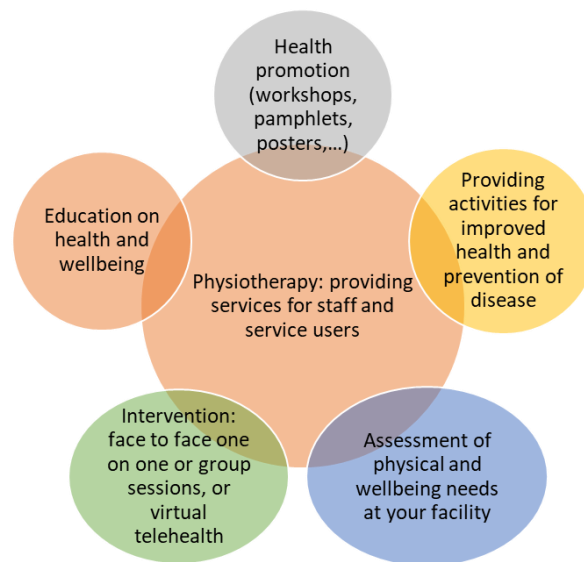 Health
promotion
(workshops,
pamphlets,
posters,...)
Education on
health and
wellbeing
Providing
activities for
improved
health and
prevention of
disease
Physiotherapy: providing
services for staff and
service users
Intervention:
face to face one
on one or group
sessions, or
virtual
telehealth
Assessment of
physical and
wellbeing needs
at your facility